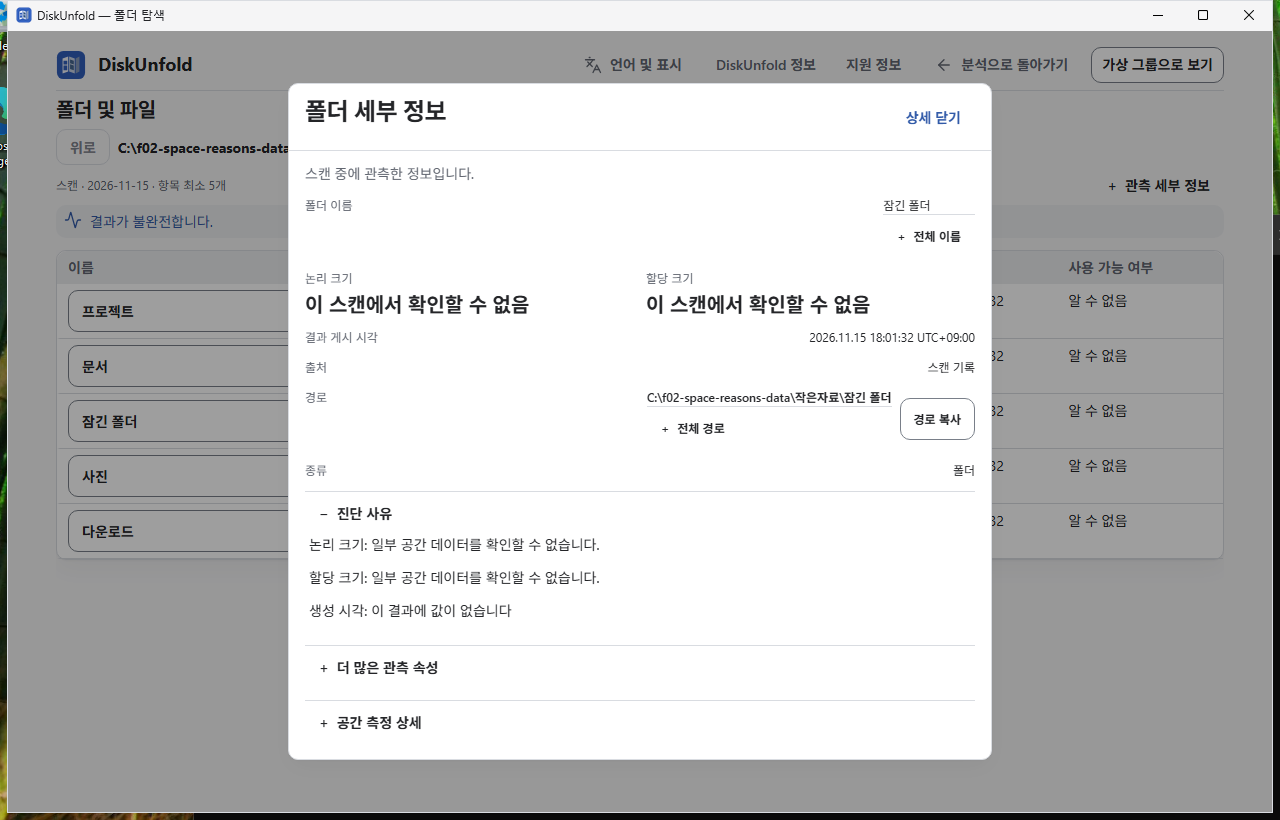 DiskUnfold — 폴더 탐색
DiskUnfold
언어 및 표시
DiskUnfold 정보
지원 정보
← 분석으로 돌아가기
가상 그룹으로 보기
폴더 및 파일
위로
C:\f02-space-reasons-data
스캔 · 2026-11-15 · 항목 최소 5개
+ 관측 세부 정보
결과가 불완전합니다.
이름
사용 가능 여부
프로젝트
32
알 수 없음
문서
32
알 수 없음
잠긴 폴더
32
알 수 없음
사진
32
알 수 없음
다운로드
32
알 수 없음
폴더 세부 정보
상세 닫기
스캔 중에 관측한 정보입니다.
폴더 이름
잠긴 폴더
+ 전체 이름
논리 크기
할당 크기
이 스캔에서 확인할 수 없음
이 스캔에서 확인할 수 없음
결과 게시 시각
2026.11.15 18:01:32 UTC+09:00
출처
스캔 기록
경로
C:\f02-space-reasons-data\작은자료\잠긴 폴더
+ 전체 경로
경로 복사
종류
폴더
− 진단 사유
논리 크기: 일부 공간 데이터를 확인할 수 없습니다.
할당 크기: 일부 공간 데이터를 확인할 수 없습니다.
생성 시각: 이 결과에 값이 없습니다
+ 더 많은 관측 속성
+ 공간 측정 상세